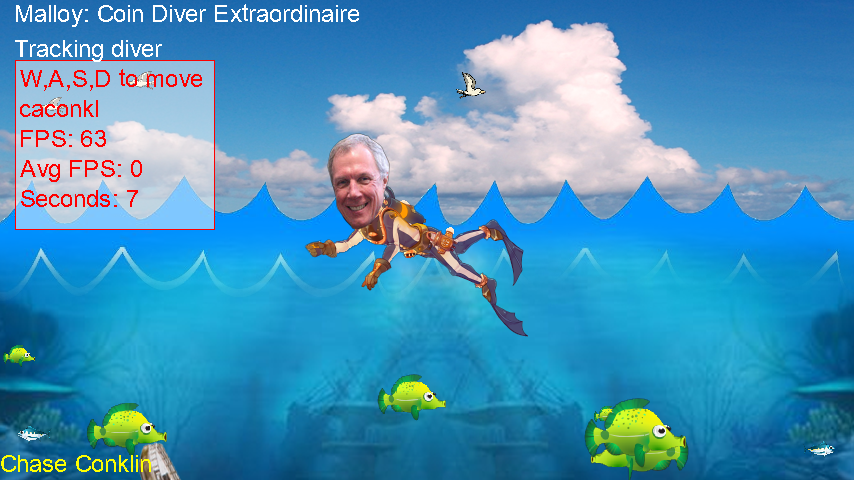 Malloy: Coin Diver Extraordinaire
Tracking diver
W,A,S,D to move
caconkl
FPS: 63
Avg FPS: 0
Seconds: 7
Chase Conklin